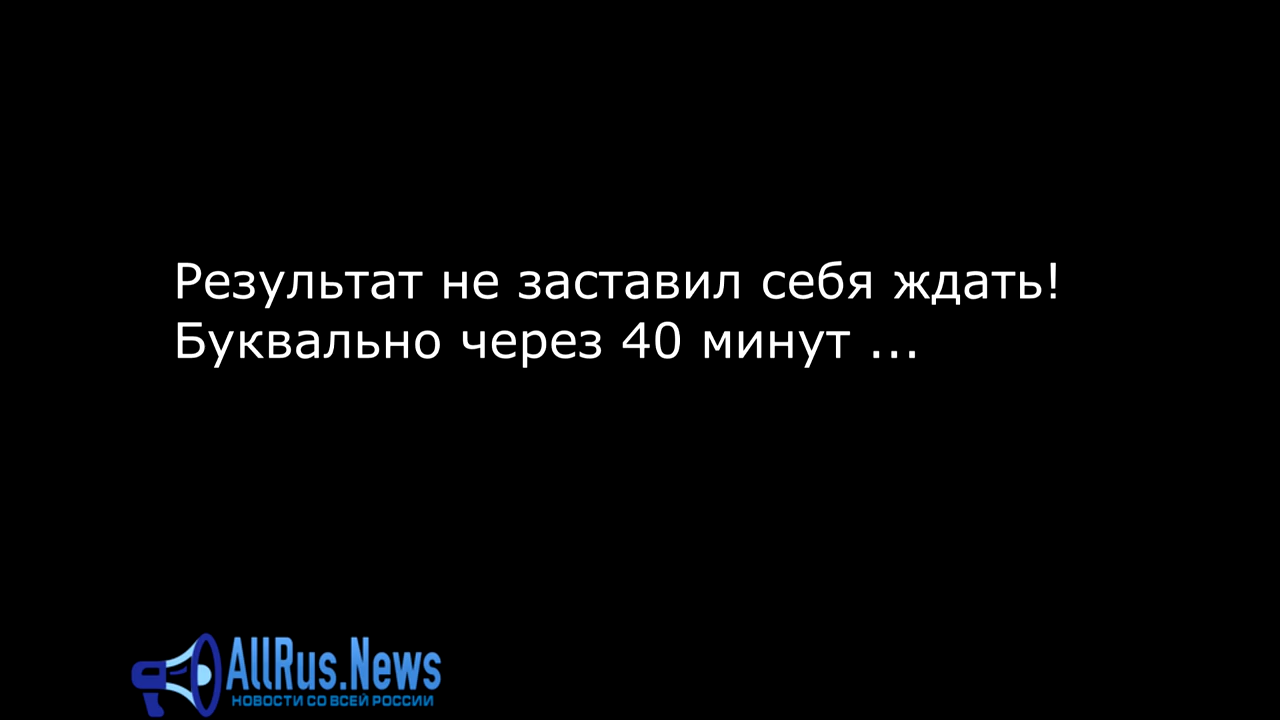 Результат не заставил себя ждать!
Буквально через 40 минут ...
AllRus.News
НОВОСТИ СО ВСЕЙ РОССИИ